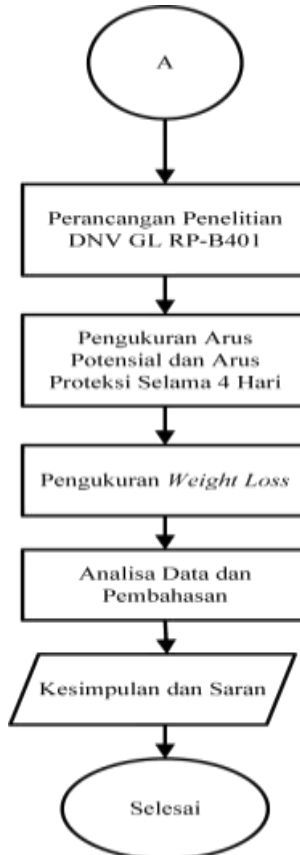 A
Perancangan Penelitian
DNV GL RP-B401
Pengukuran Arus
Potensial dan Arus
Proteksi Selama 4 Hari
Pengukuran Weight Loss
Analisa Data dan
Pembahasan
Kesimpulan dan Saran
Selesai